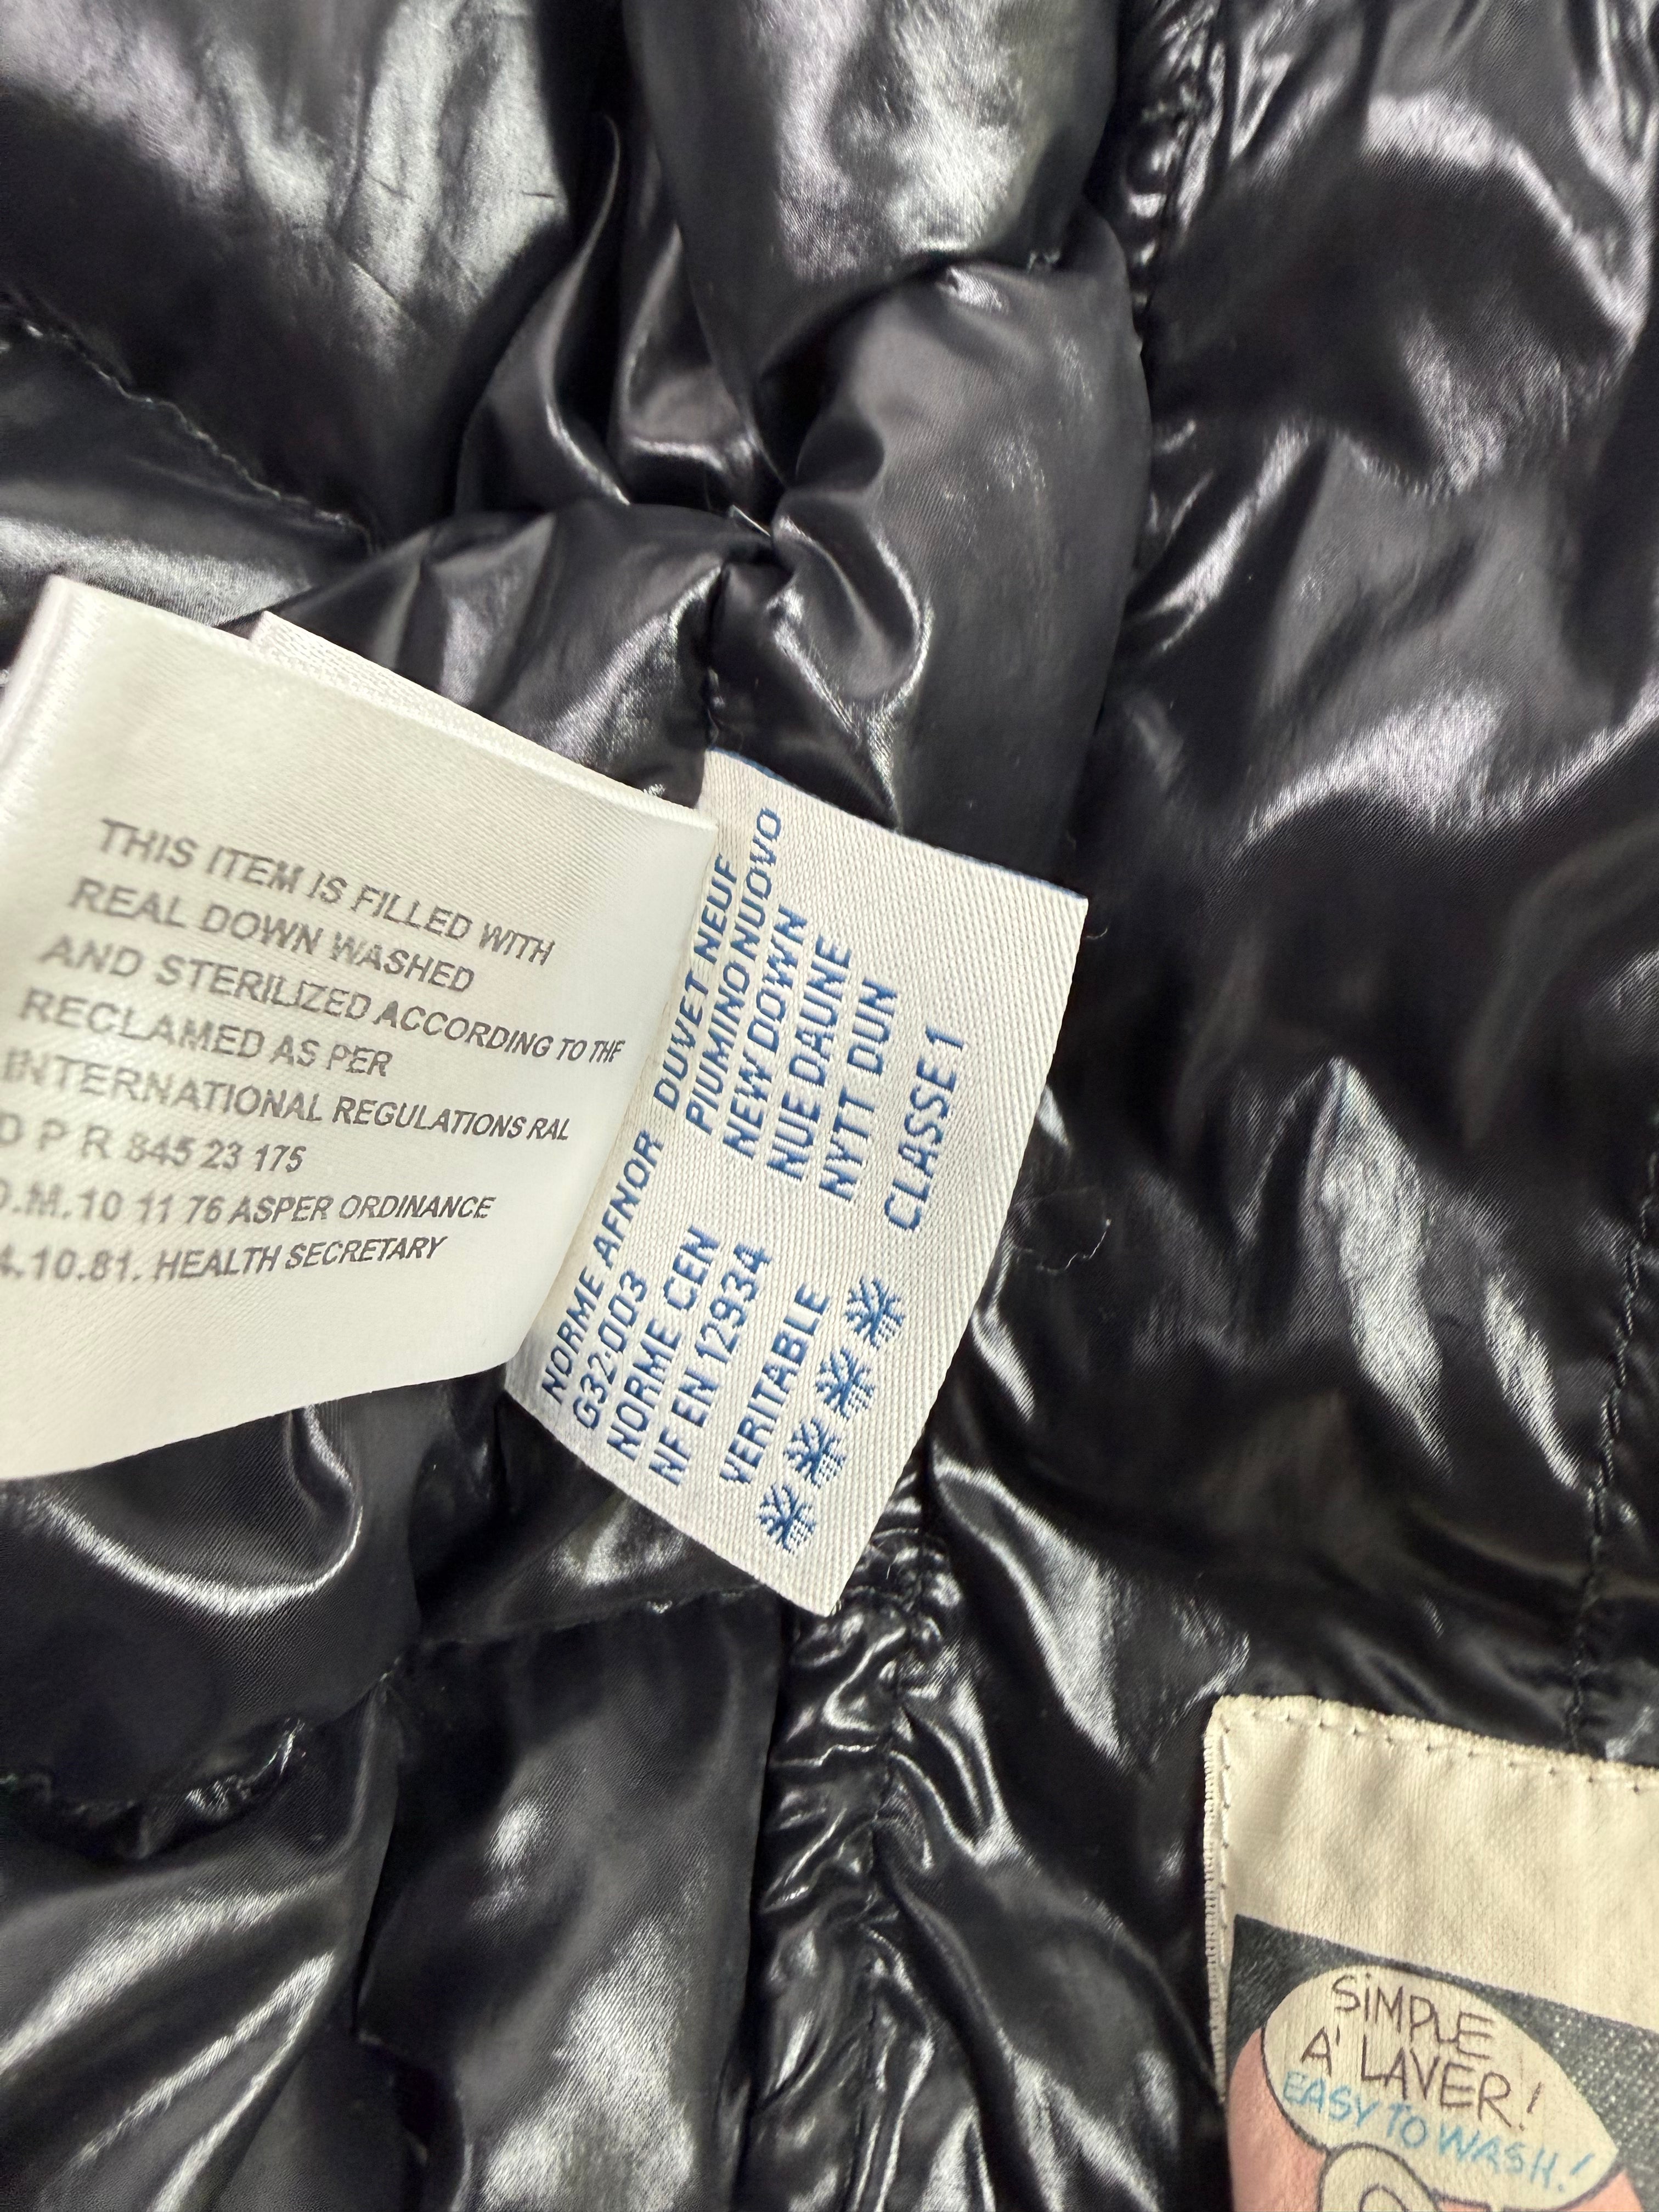 THIS ITEM IS FILLED WITH
REAL DOWN WASHED
AND STERILIZED ACCORDING TO THE
RECLAMED AS PER
INTERNATIONAL REGULATIONS RAL
D P R 845 23 175
D.M.10 11 76 ASPER ORDINANCE
4.10.81. HEALTH SECRETARY
NORME AFNOR
G32-003
NORME CEN
NF EN 12934
VERITABLE
DUVET NEUF
PIUMINO NUOVO
NEW DOWN
NUE DAUNE
NYTT DUN
CLASSE 1
SiMPLE
A' LAVER!
EASY TO WASH!